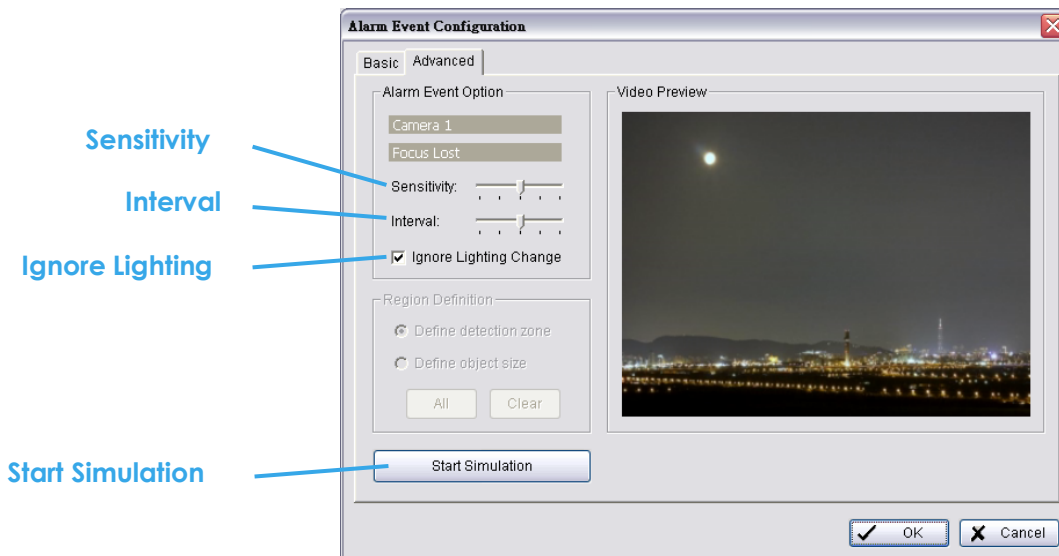 Alarm Event Configuration
Basic
Advanced
Alarm Event Option
Camera 1
Focus Lost
Sensitivity:
Interval:
Ignore Lighting Change
Region Definition
Define detection zone
Define object size
All
Clear
Start Simulation
Video Preview
OK
Cancel
Sensitivity
Interval
Ignore Lighting
Start Simulation